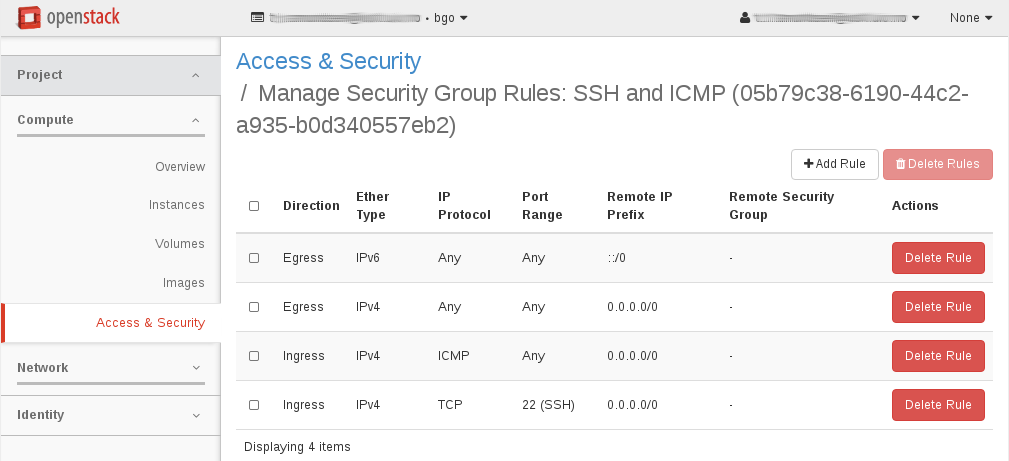 openstack
• bgo
None
Project
Compute
Overview
Instances
Volumes
Images
Access & Security
Network
Identity
Access & Security
/ Manage Security Group Rules: SSH and ICMP (05b79c38-6190-44c2-
a935-b0d340557eb2)
+ Add Rule
Delete Rules
Direction Ether Type IP Protocol Port Range Remote IP Prefix Remote Security Group Actions
Egress IPv6 Any Any ::/0 - Delete Rule
Egress IPv4 Any Any 0.0.0.0/0 - Delete Rule
Ingress IPv4 ICMP Any 0.0.0.0/0 - Delete Rule
Ingress IPv4 TCP 22 (SSH) 0.0.0.0/0 - Delete Rule
Displaying 4 items